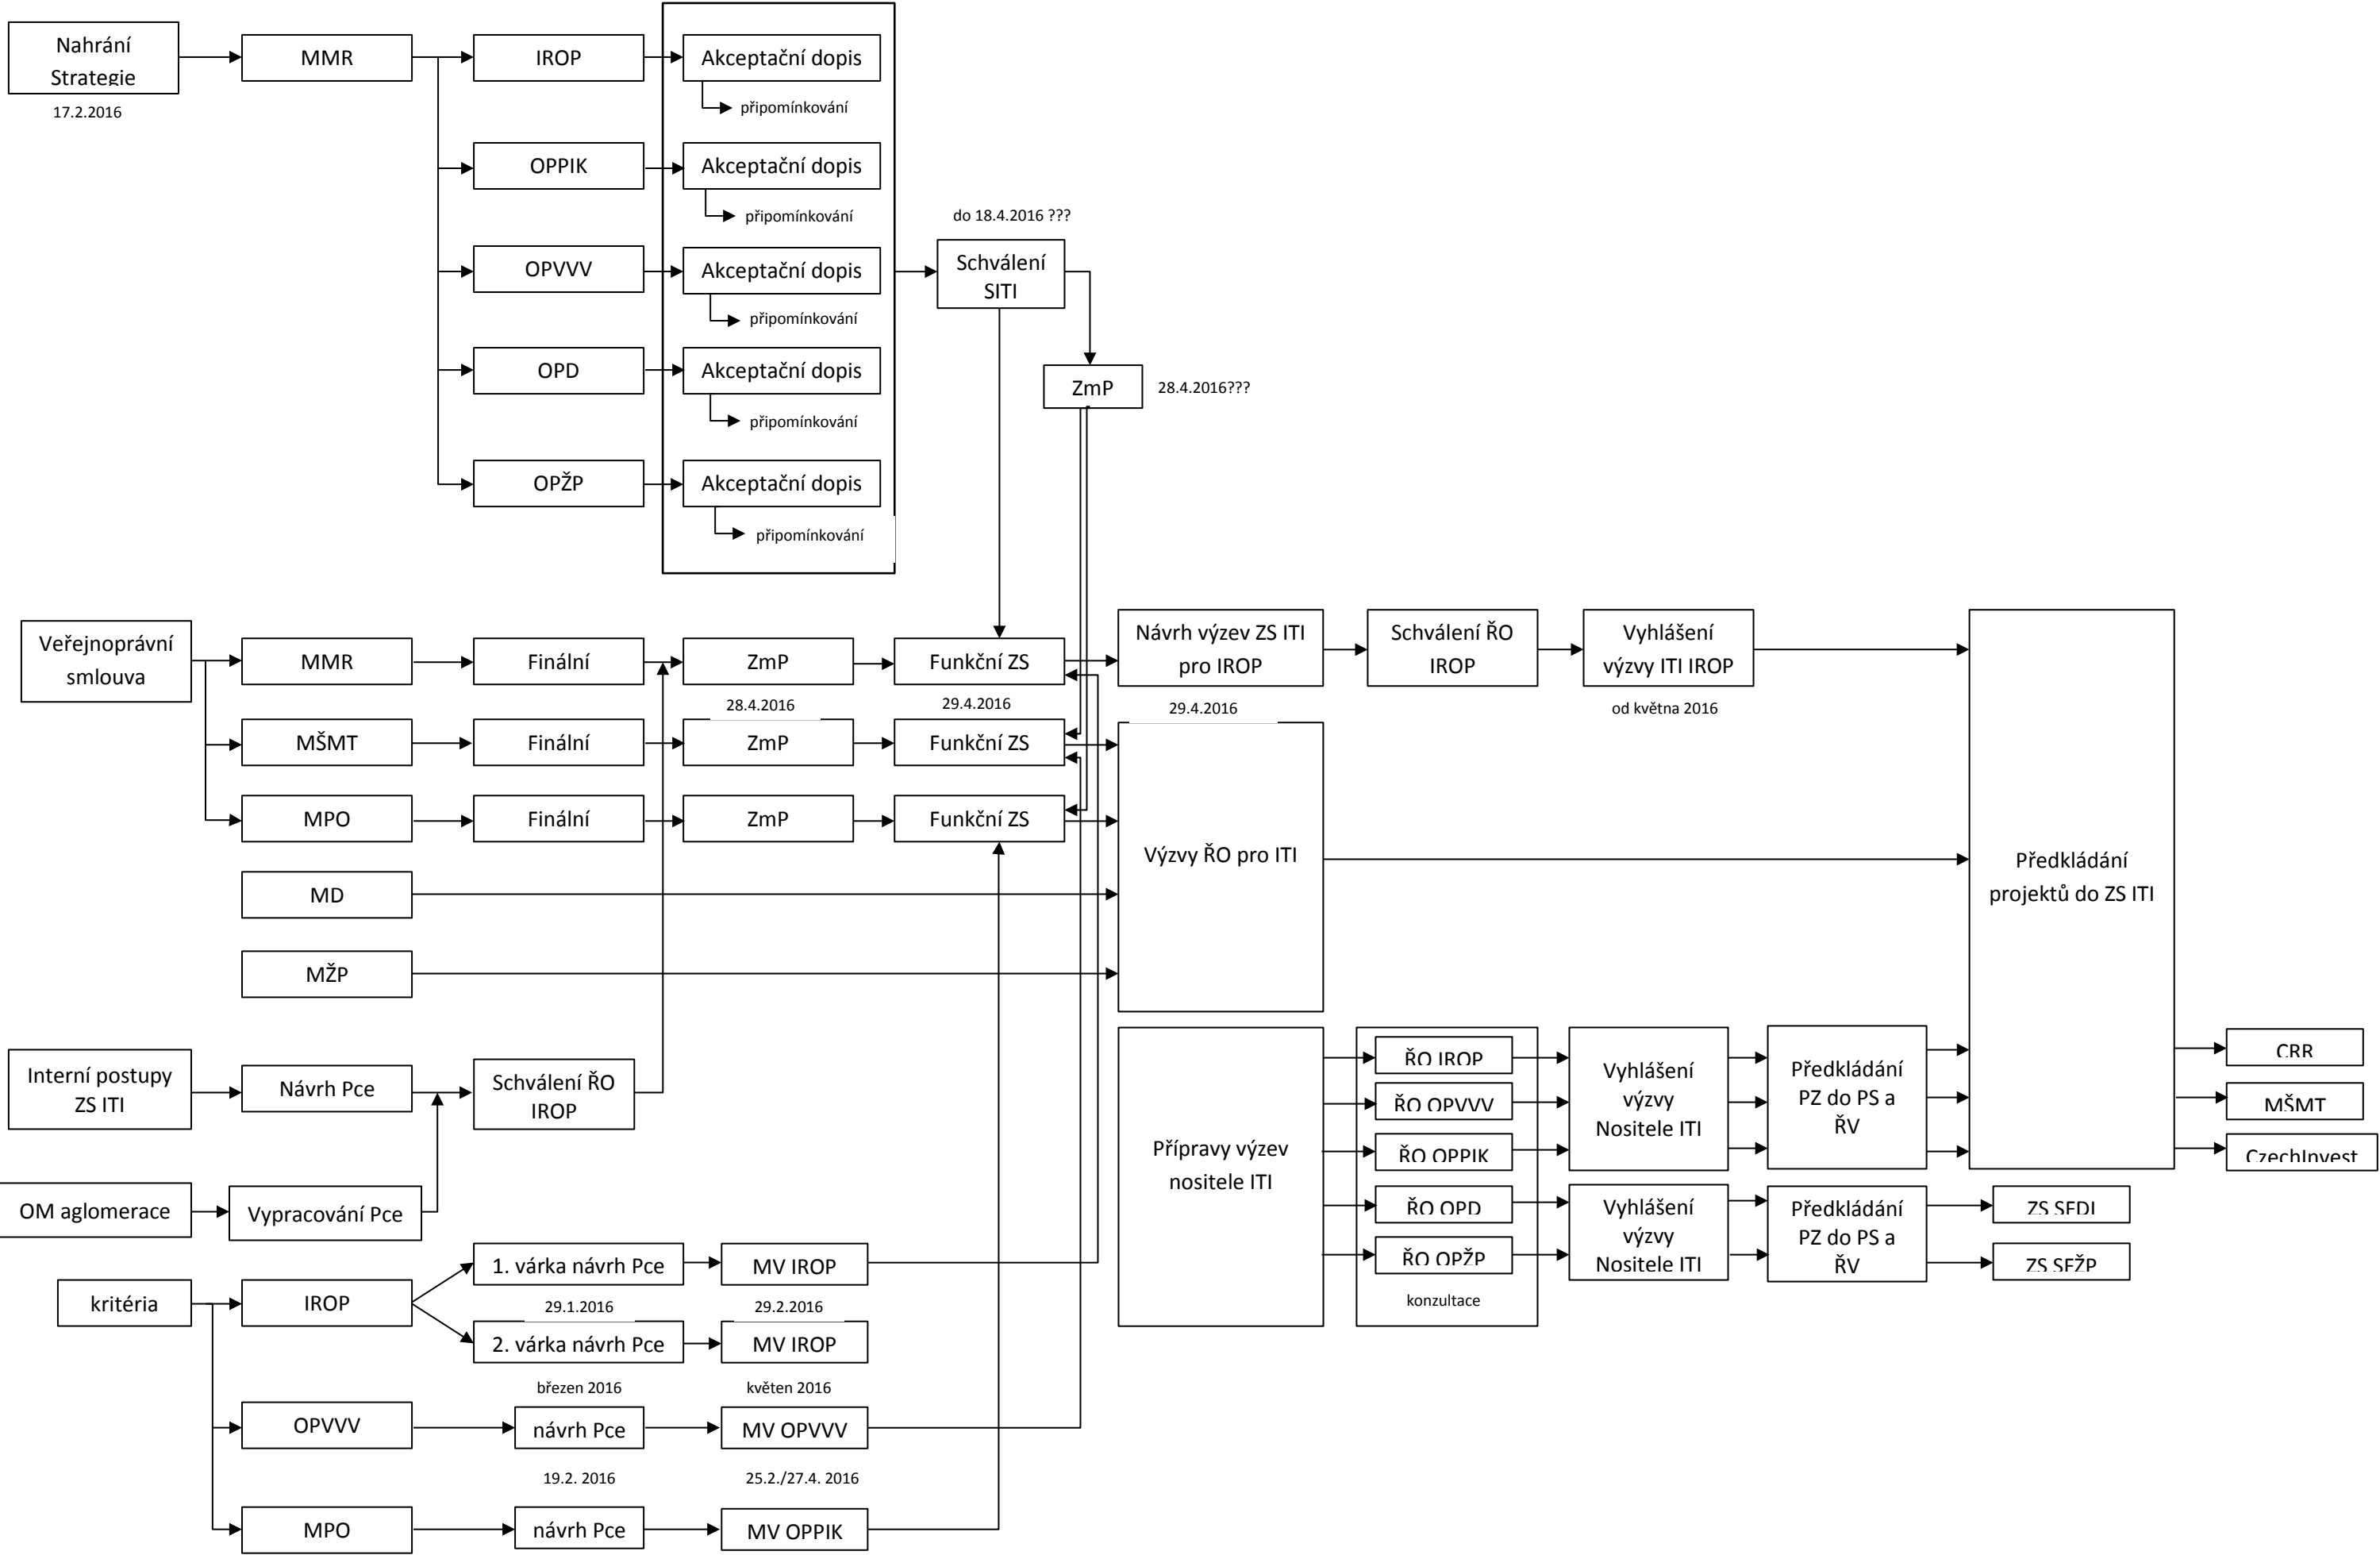 Nahrání
Strategie
17.2.2016
MMR
IROP
Akceptační dopis
připomínkování
OPPIK
Akceptační dopis
připomínkování
OPVVV
Akceptační dopis
připomínkování
OPD
Akceptační dopis
připomínkování
OPŽP
Akceptační dopis
připomínkování
do 18.4.2016 ???
Schválení
SITI
ZmP
28.4.2016???
Veřejnoprávní
smlouva
MMR
Finální
ZmP
28.4.2016
Funkční ZS
29.4.2016
Návrh výzev ZS ITI
pro IROP
29.4.2016
Schválení ŘO
IROP
Vyhlášení
výzvy ITI IROP
od května 2016
MŠMT
Finální
ZmP
Funkční ZS
MPO
Finální
ZmP
Funkční ZS
MD
MŽP
Výzvy ŘO pro ITI
Předkládání
projektů do ZS ITI
Interní postupy
ZS ITI
Návrh Pce
Schválení ŘO
IROP
OM aglomerace
Vypracování Pce
Přípravy výzev
nositele ITI
ŘO IROP
ŘO OPVVV
ŘO OPPIK
ŘO OPD
ŘO OPŽP
konzultace
Vyhlášení
výzvy
Nositele ITI
Předkládání
PZ do PS a
ŘV
CRR
MŠMT
CzechInvest
Vyhlášení
výzvy
Nositele ITI
Předkládání
PZ do PS a
ŘV
ZS SFDI
ZS SFŽP
kritéria
IROP
1. várka návrh Pce
29.1.2016
MV IROP
29.2.2016
2. várka návrh Pce
březen 2016
MV IROP
květen 2016
OPVVV
návrh Pce
19.2. 2016
MV OPVVV
25.2./27.4. 2016
MPO
návrh Pce
MV OPPIK